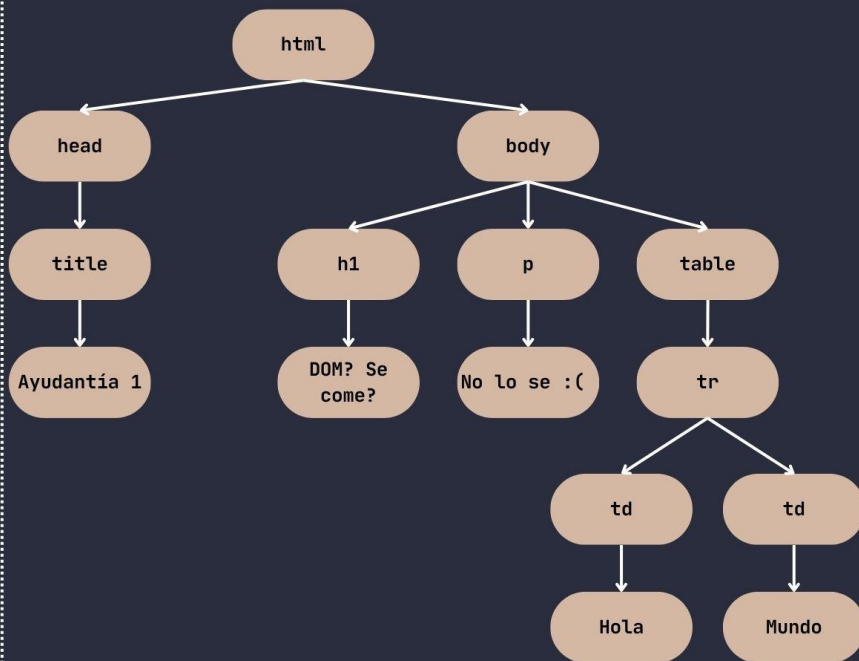 html
head
body
title
h1
p
table
Ayudantía 1
DOM? Se
come?
No lo se :(
tr
td
td
Hola
Mundo